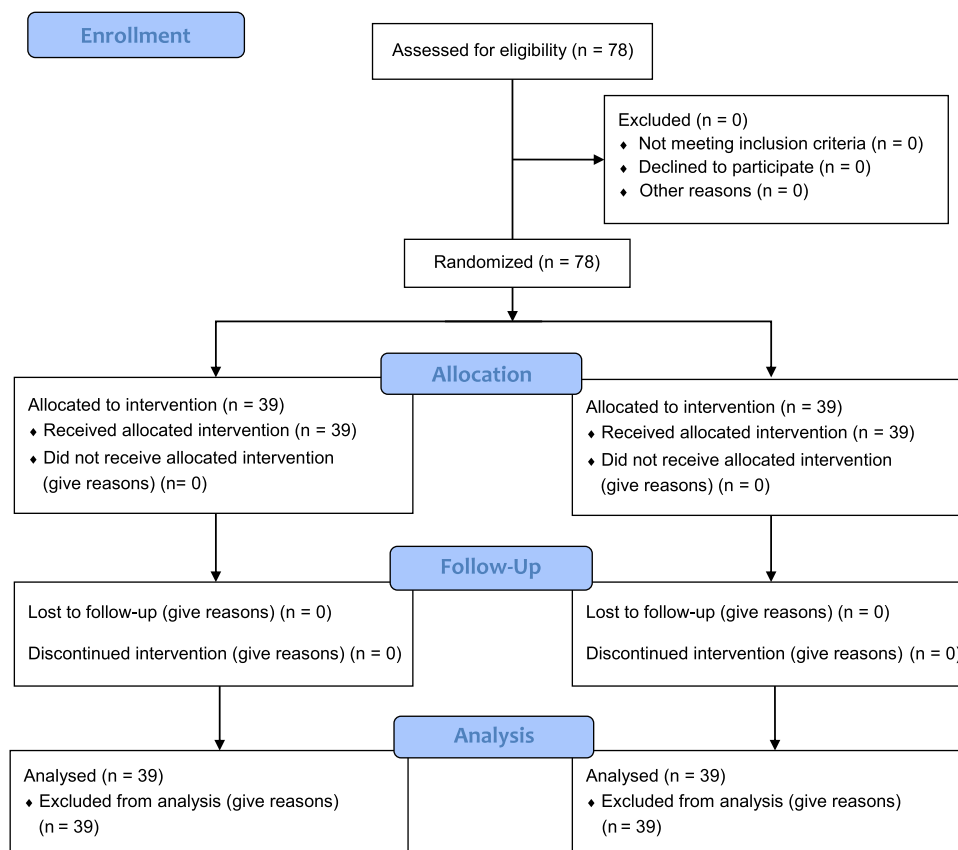 Enrollment
Assessed for eligibility (n = 78)
Excluded (n = 0)
♦ Not meeting inclusion criteria (n = 0)
♦ Declined to participate (n = 0)
♦ Other reasons (n = 0)
Randomized (n = 78)
Allocation
Allocated to intervention (n = 39)
♦ Received allocated intervention (n = 39)
♦ Did not receive allocated intervention
(give reasons) (n= 0)
Allocated to intervention (n = 39)
♦ Received allocated intervention (n = 39)
♦ Did not receive allocated intervention
(give reasons) (n = 0)
Follow-Up
Lost to follow-up (give reasons) (n = 0)
Discontinued intervention (give reasons) (n = 0)
Lost to follow-up (give reasons) (n = 0)
Discontinued intervention (give reasons) (n = 0)
Analysis
Analysed (n = 39)
♦ Excluded from analysis (give reasons)
(n = 39)
Analysed (n = 39)
♦ Excluded from analysis (give reasons)
(n = 39)